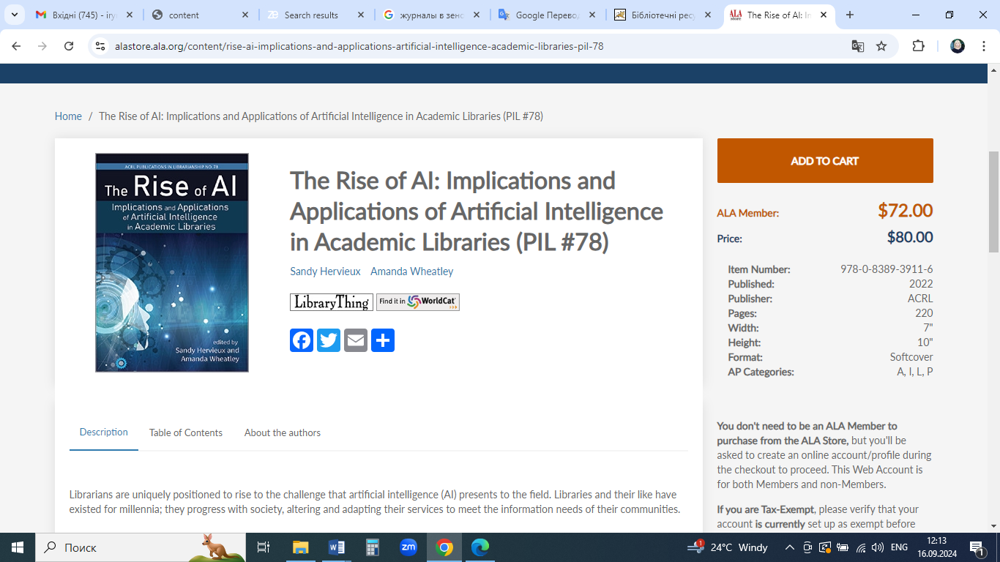 Вхідні (745) - iry
content
Search results
журналы в зено
Google Перевод
Бібліотечні ресу
The Rise of AI: In
alastore.ala.org/content/rise-ai-implications-and-applications-artificial-intelligence-academic-libraries-pil-78
Home / The Rise of AI: Implications and Applications of Artificial Intelligence in Academic Libraries (PIL #78)
ACRL PUBLICATIONS IN LIBRARIANSHIP NO. 78
The Rise of AI
Implications and Applications
of Artificial Intelligence
in Academic Libraries
edited by
Sandy Hervieux and
Amanda Wheatley
The Rise of AI: Implications and
Applications of Artificial Intelligence
in Academic Libraries (PIL #78)
Sandy Hervieux Amanda Wheatley
LibraryThing Find it in WorldCat
ADD TO CART
ALA Member: $72.00
Price: $80.00
Item Number: 978-0-8389-3911-6
Published: 2022
Publisher: ACRL
Pages: 220
Width: 7"
Height: 10"
Format: Softcover
AP Categories: A, I, L, P
Description Table of Contents About the authors
Librarians are uniquely positioned to rise to the challenge that artificial intelligence (AI) presents to the field. Libraries and their like have
existed for millennia; they progress with society, altering and adapting their services to meet the information needs of their communities.
You don't need to be an ALA Member to
purchase from the ALA Store, but you'll be
asked to create an online account/profile during
the checkout to proceed. This Web Account is
for both Members and non-Members.
If you are Tax-Exempt, please verify that your
account is currently set up as exempt before
Поиск
zm
1
24°C Windy
ENG
12:13
16.09.2024
1